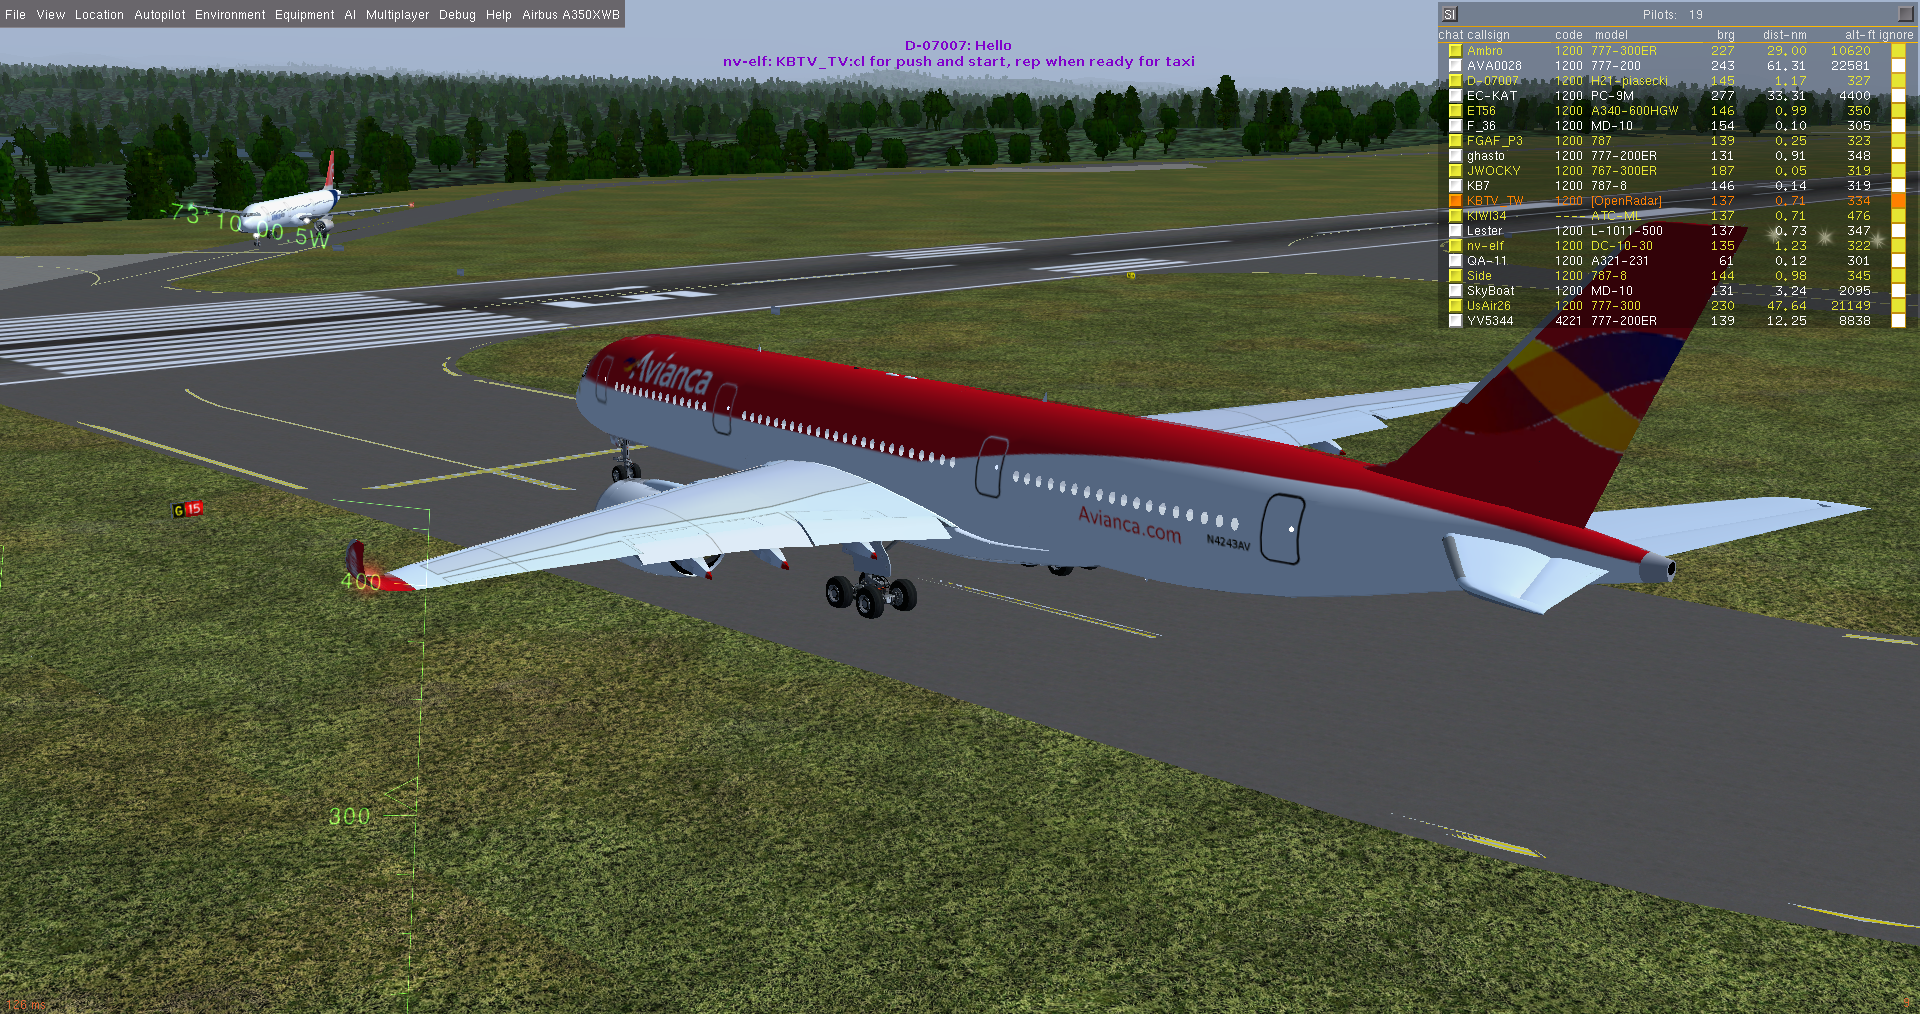 File View Location Autopilot Environment Equipment AI Multiplayer Debug Help Airbus A350XWB
D-07007: Hello
nv-elf: KBTV_TV:cl for push and start, rep when ready for taxi
SI Pilots: 19
chat callsign code model brg dist-nm alt-ft ignore
Ambro 1200 777-300ER 227 29.00 10620
AVA0028 1200 777-200 243 61.31 22581
D-07007 1200 H21-piasecki 145 1.17 327
EC-KAT 1200 PC-9M 277 33.31 4400
ET56 1200 A340-600HGW 146 0.99 350
F_36 1200 MD-10 154 0.10 305
FGAF_P3 1200 787 139 0.25 323
ghasto 1200 777-200ER 131 0.91 348
JWOCKY 1200 767-300ER 187 0.05 319
KB7 1200 787-8 146 0.14 319
KBTV_TW 1200 [OpenRadar] 137 0.71 334
KIWI34 ---- ATC-ML 137 0.71 476
Lester 1200 L-1011-500 137 0.73 347
nv-elf 1200 DC-10-30 135 1.23 322
QA-11 1200 A321-231 61 0.12 301
Side 1200 787-8 144 0.98 345
SkyBoat 1200 MD-10 131 3.24 2095
UsAir26 1200 777-300 230 47.64 21149
YV5344 4221 777-200ER 139 12.25 8838
Avianca
Avianca.com
N4243AV
G 15
400
300
128 ms
9